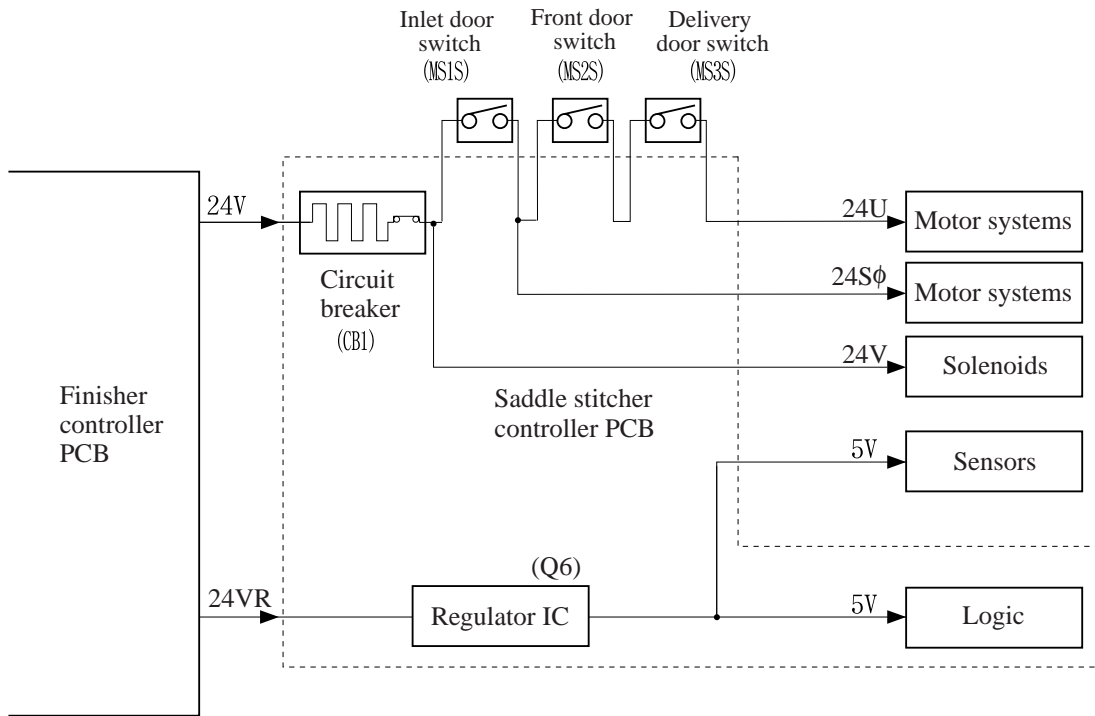 Inlet door
switch
(MS1S)
Front door
switch
(MS2S)
Delivery
door switch
(MS3S)
24V
Circuit
breaker
(CB1)
24U
Motor systems
24Sϕ
Motor systems
24V
Solenoids
Finisher
controller
PCB
Saddle stitcher
controller PCB
5V
Sensors
24VR
(Q6)
Regulator IC
5V
Logic